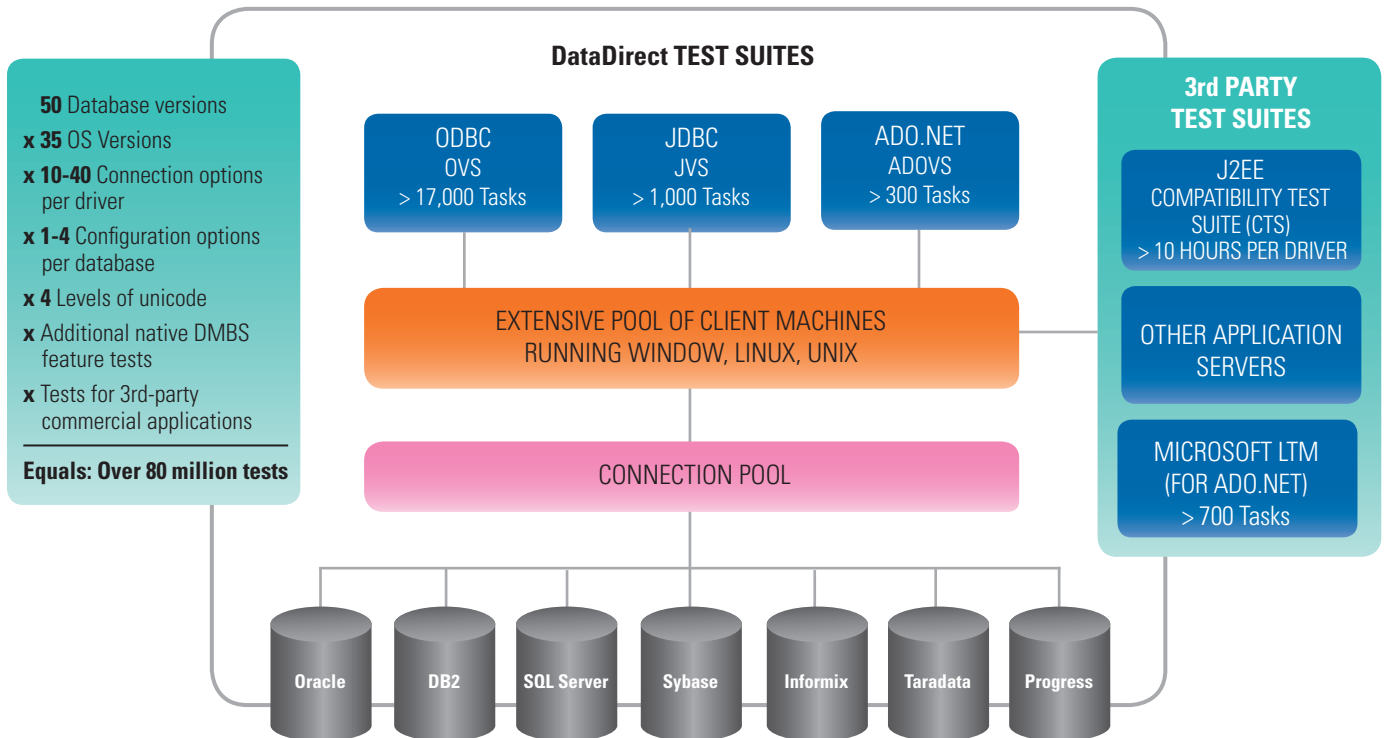 DataDirect TEST SUITES
50 Database versions
x 35 OS Versions
x 10-40 Connection options
per driver
x 1-4 Configuration options
per database
x 4 Levels of unicode
x Additional native DMBS
feature tests
x Tests for 3rd-party
commercial applications
Equals: Over 80 million tests
ODBC
OVS
> 17,000 Tasks
JDBC
JVS
> 1,000 Tasks
ADO.NET
ADOVS
> 300 Tasks
EXTENSIVE POOL OF CLIENT MACHINES
RUNNING WINDOW, LINUX, UNIX
CONNECTION POOL
Oracle
DB2
SQL Server
Sybase
Informix
Taradata
Progress
3rd PARTY
TEST SUITES
J2EE
COMPATIBILITY TEST
SUITE (CTS)
> 10 HOURS PER DRIVER
OTHER APPLICATION
SERVERS
MICROSOFT LTM
(FOR ADO.NET)
> 700 Tasks